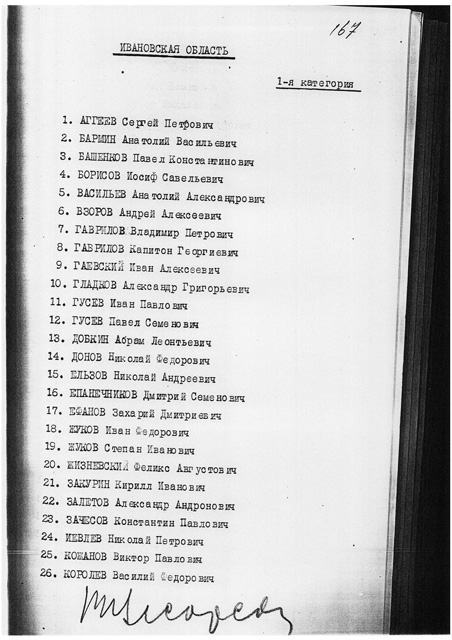 167
ИВАНОВСКАЯ ОБЛАСТЬ
1-я категория
1. АГГЕЕВ Сергей Петрович
2. БАРМИН Анатолий Васильевич
3. БАШЕНКОВ Павел Константинович
4. БОРИСОВ Иосиф Савельевич
5. ВАСИЛЬЕВ Анатолий Александрович
6. ВЗОРОВ Андрей Алексеевич
7. ГАВРИЛОВ Владимир Петрович
8. ГАВРИЛОВ Капитон Георгиевич
9. ГАЕВСКИЙ Иван Алексеевич
10. ГЛАДКОВ Александр Григорьевич
11. ГУСЕВ Иван Павлович
12. ГУСЕВ Павел Семенович
13. ДОБКИН Абрам Леонтьевич
14. ДОНОВ Николай Федорович
15. ЕЛЬЗОВ Николай Андреевич
16. ЕПАНЕЧНИКОВ Дмитрий Семенович
17. ЕФАНОВ Захарий Дмитриевич
18. ЖУКОВ Иван Федорович
19. ЖУКОВ Степан Иванович
20. ЖИЗНЕВСКИЙ Феликс Августович
21. ЗАКУРИН Кирилл Иванович
22. ЗАЛЕТОВ Александр Андронович
23. ЗАЧЕСОВ Константин Павлович
24. ИЕВЛЕВ Николай Петрович
25. КОЖАНОВ Виктор Павлович
26. КОРОЛЕВ Василий Федорович